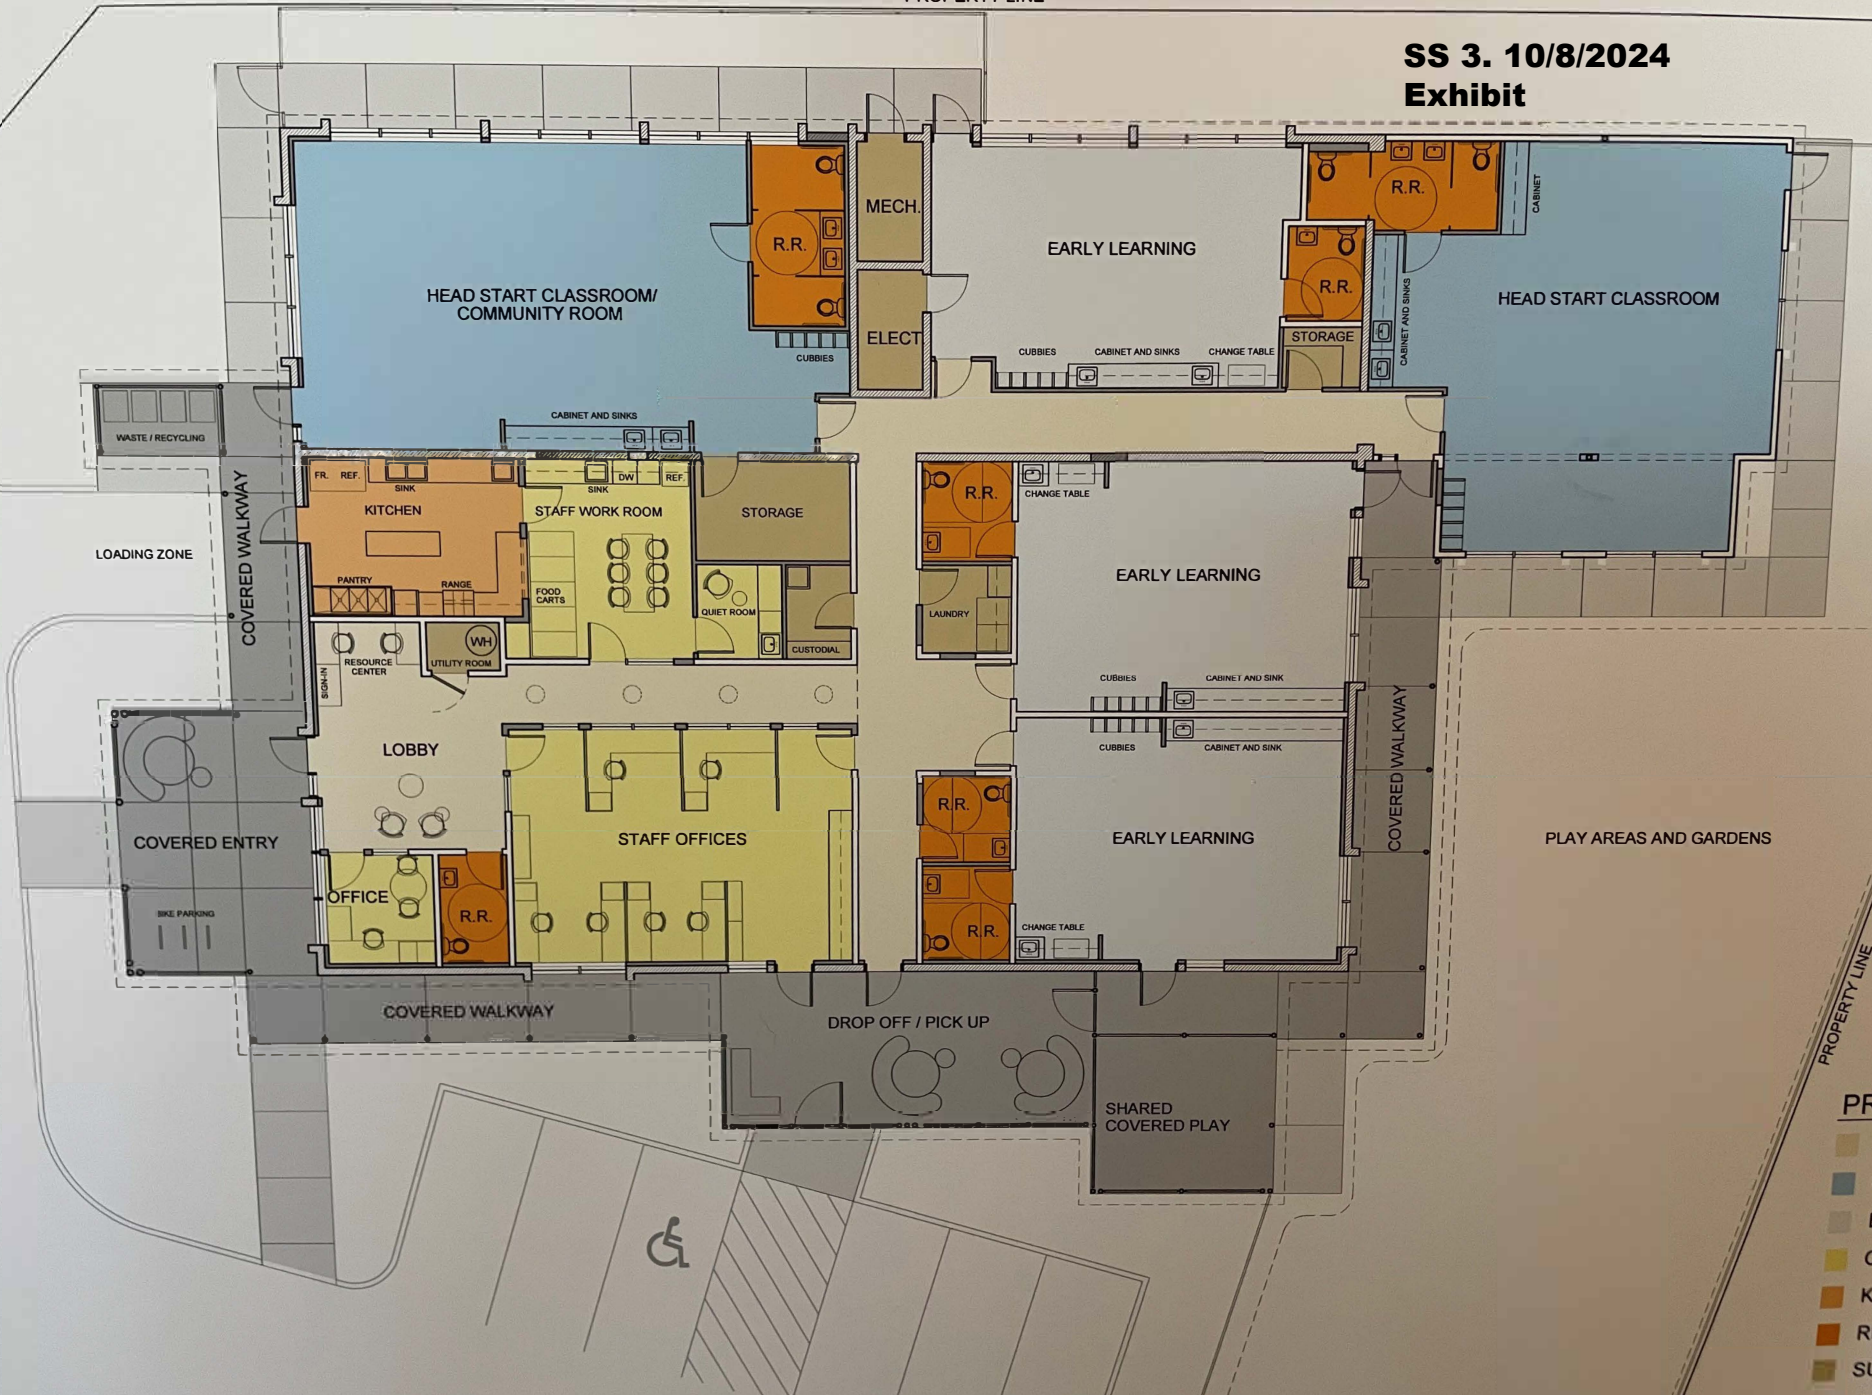 PROPERTY LINE
SS 3. 10/8/2024
Exhibit
MECH.
R.R.
EARLY LEARNING
R.R.
CABINET
R.R.
HEAD START CLASSROOM/
COMMUNITY ROOM
CABINET AND SINKS
HEAD START CLASSROOM
ELECT
STORAGE
CUBBIES
CUBBIES
CABINET AND SINKS
CHANGE TABLE
CABINET AND SINKS
WASTE / RECYCLING
FR.
REF.
SINK
SINK
DW
REF.
KITCHEN
STAFF WORK ROOM
STORAGE
R.R.
CHANGE TABLE
LOADING ZONE
COVERED WALKWAY
PANTRY
RANGE
FOOD
CARTS
QUIET ROOM
LAUNDRY
EARLY LEARNING
WH
UTILITY ROOM
CUSTODIAL
RESOURCE
CENTER
SIGN-IN
CUBBIES
CABINET AND SINK
COVERED WALKWAY
LOBBY
CUBBIES
CABINET AND SINK
COVERED ENTRY
STAFF OFFICES
R.R.
EARLY LEARNING
PLAY AREAS AND GARDENS
OFFICE
BIKE PARKING
R.R.
R.R.
CHANGE TABLE
COVERED WALKWAY
DROP OFF / PICK UP
SHARED
COVERED PLAY
PROPERTY LINE
PR
K
R
SU